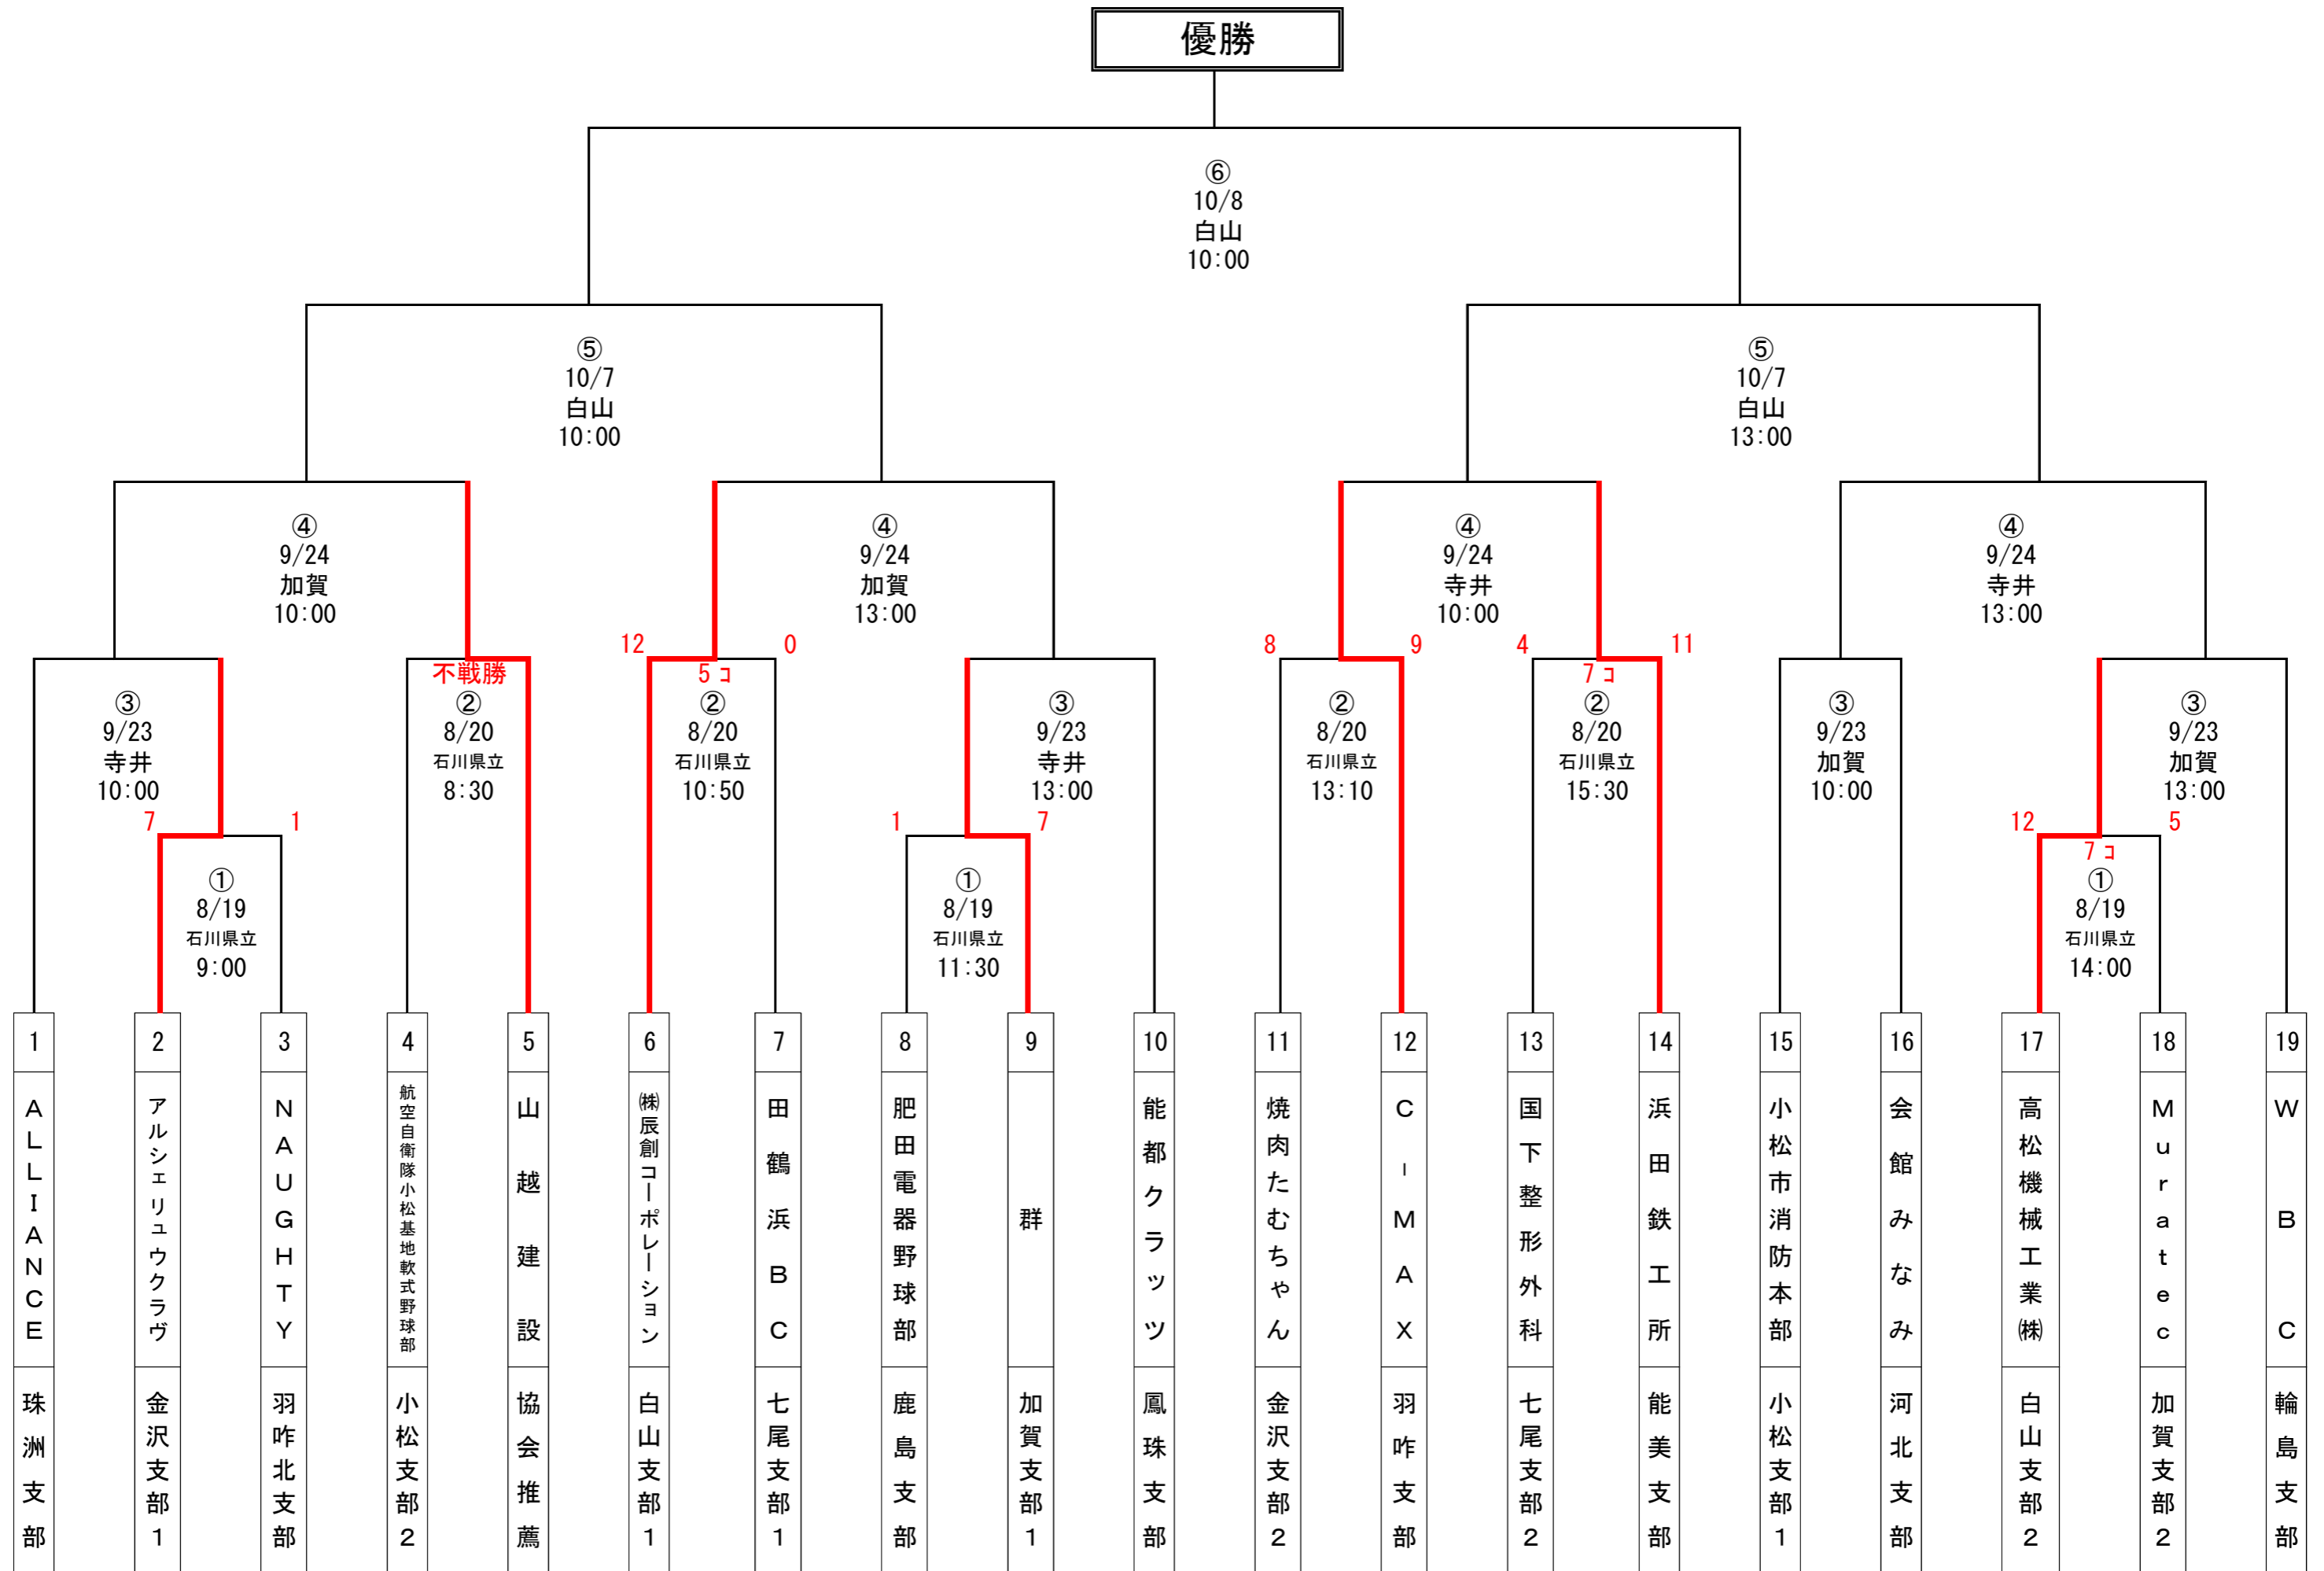 優勝
⑥
10/8
白山
10:00
⑤
10/7
白山
10:00
⑤
10/7
白山
13:00
④
9/24
加賀
10:00
④
9/24
加賀
13:00
④
9/24
寺井
10:00
④
9/24
寺井
13:00
③
9/23
寺井
10:00
不戦勝
②
8/20
石川県立
8:30
12
0
5コ
②
8/20
石川県立
10:50
③
9/23
寺井
13:00
8
9
②
8/20
石川県立
13:10
4
11
7コ
②
8/20
石川県立
15:30
③
9/23
加賀
10:00
③
9/23
加賀
13:00
7
1
①
8/19
石川県立
9:00
1
7
①
8/19
石川県立
11:30
12
5
7コ
①
8/19
石川県立
14:00
1
ALLIANCE
珠洲支部
2
アルシェリュウクラヴ
金沢支部1
3
NAUGHTY
羽咋北支部
4
航空自衛隊小松基地軟式野球部
小松支部2
5
山越建設
協会推薦
6
㈱辰創コーポレーション
白山支部1
7
田鶴浜BC
七尾支部1
8
肥田電器野球部
鹿島支部
9
群
加賀支部1
10
能都クラッツ
鳳珠支部
11
焼肉たむちゃん
金沢支部2
12
C-MAX
羽咋支部
13
国下整形外科
七尾支部2
14
浜田鉄工所
能美支部
15
小松市消防本部
小松支部1
16
会館みなみ
河北支部
17
高松機械工業㈱
白山支部2
18
Muratec
加賀支部2
19
WBC
輪島支部